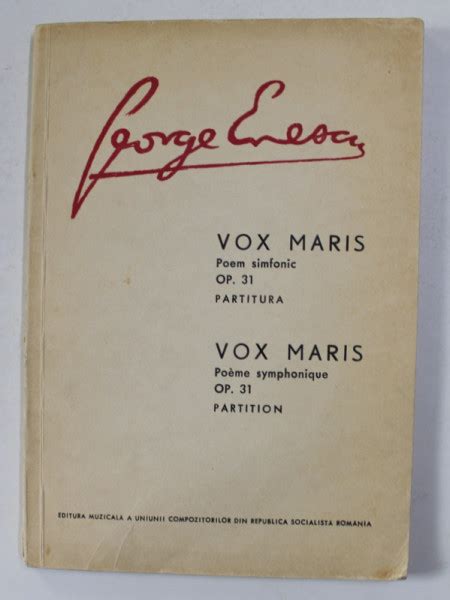 George Enescu
VOX MARIS
Poem simfonic
OP. 31
PARTITURA
VOX MARIS
Poème symphonique
OP. 31
PARTITION
EDITURA MUZICALA A UNIUNII COMPOZITORILOR DIN REPUBLICA SOCIALISTA ROMANIA